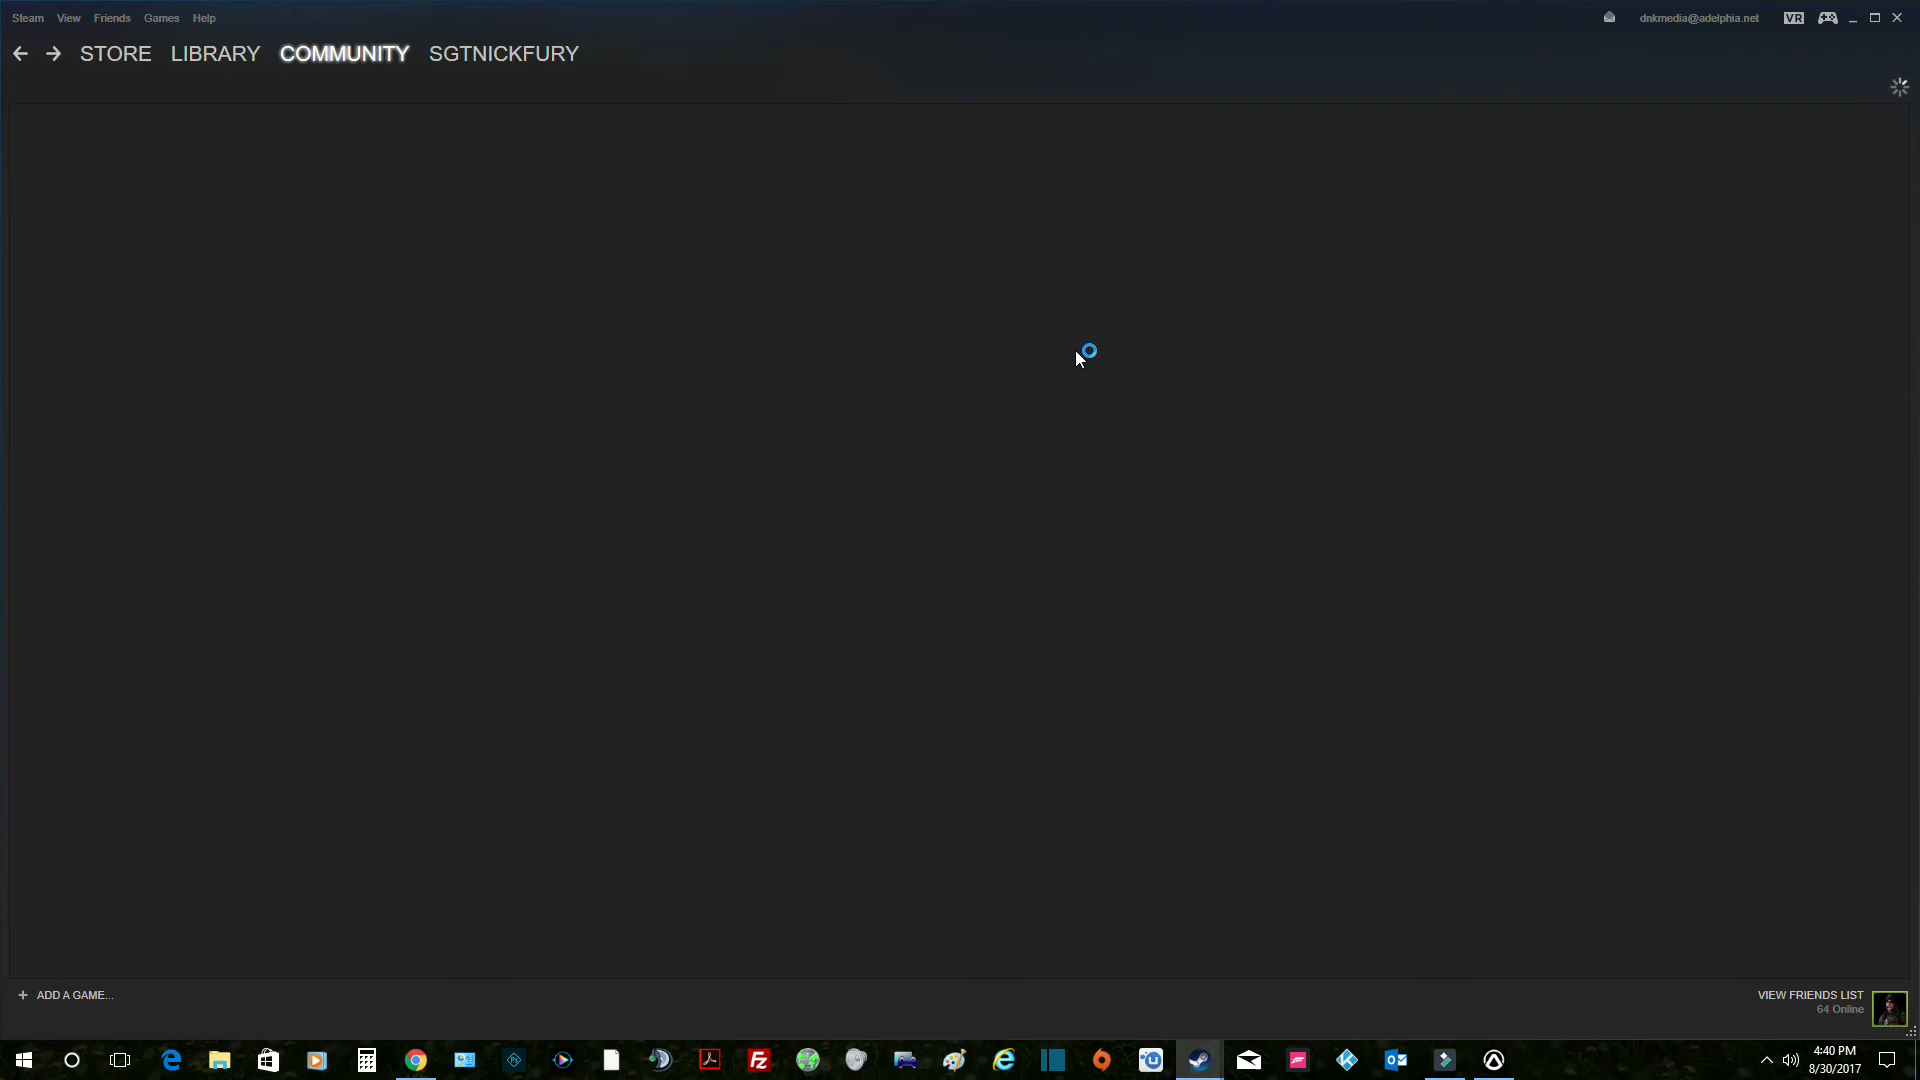 Steam View Friends Games Help
dnkmedia@adelphia.net VR
STORE LIBRARY COMMUNITY SGTNICKFURY
+ ADD A GAME...
VIEW FRIENDS LIST
64 Online
4:40 PM
8/30/2017